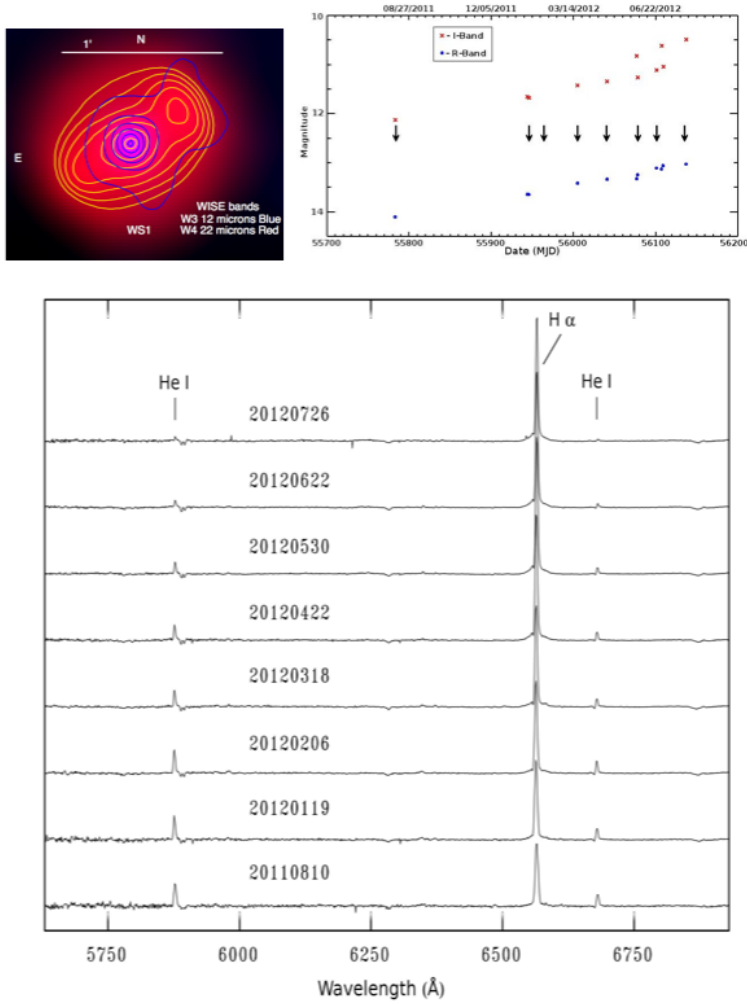 1'
N
E
WISE bands
W3 12 microns Blue
W4 22 microns Red
WS1
08/27/2011 12/05/2011 03/14/2012 06/22/2012
10
12
14
Magnitude
- I-Band
- R-Band
55700 55800 55900 56000 56100 56200
Date (MJD)
H α
He I
He I
20120726
20120622
20120530
20120422
20120318
20120206
20120119
20110810
5750 6000 6250 6500 6750
Wavelength (Å)